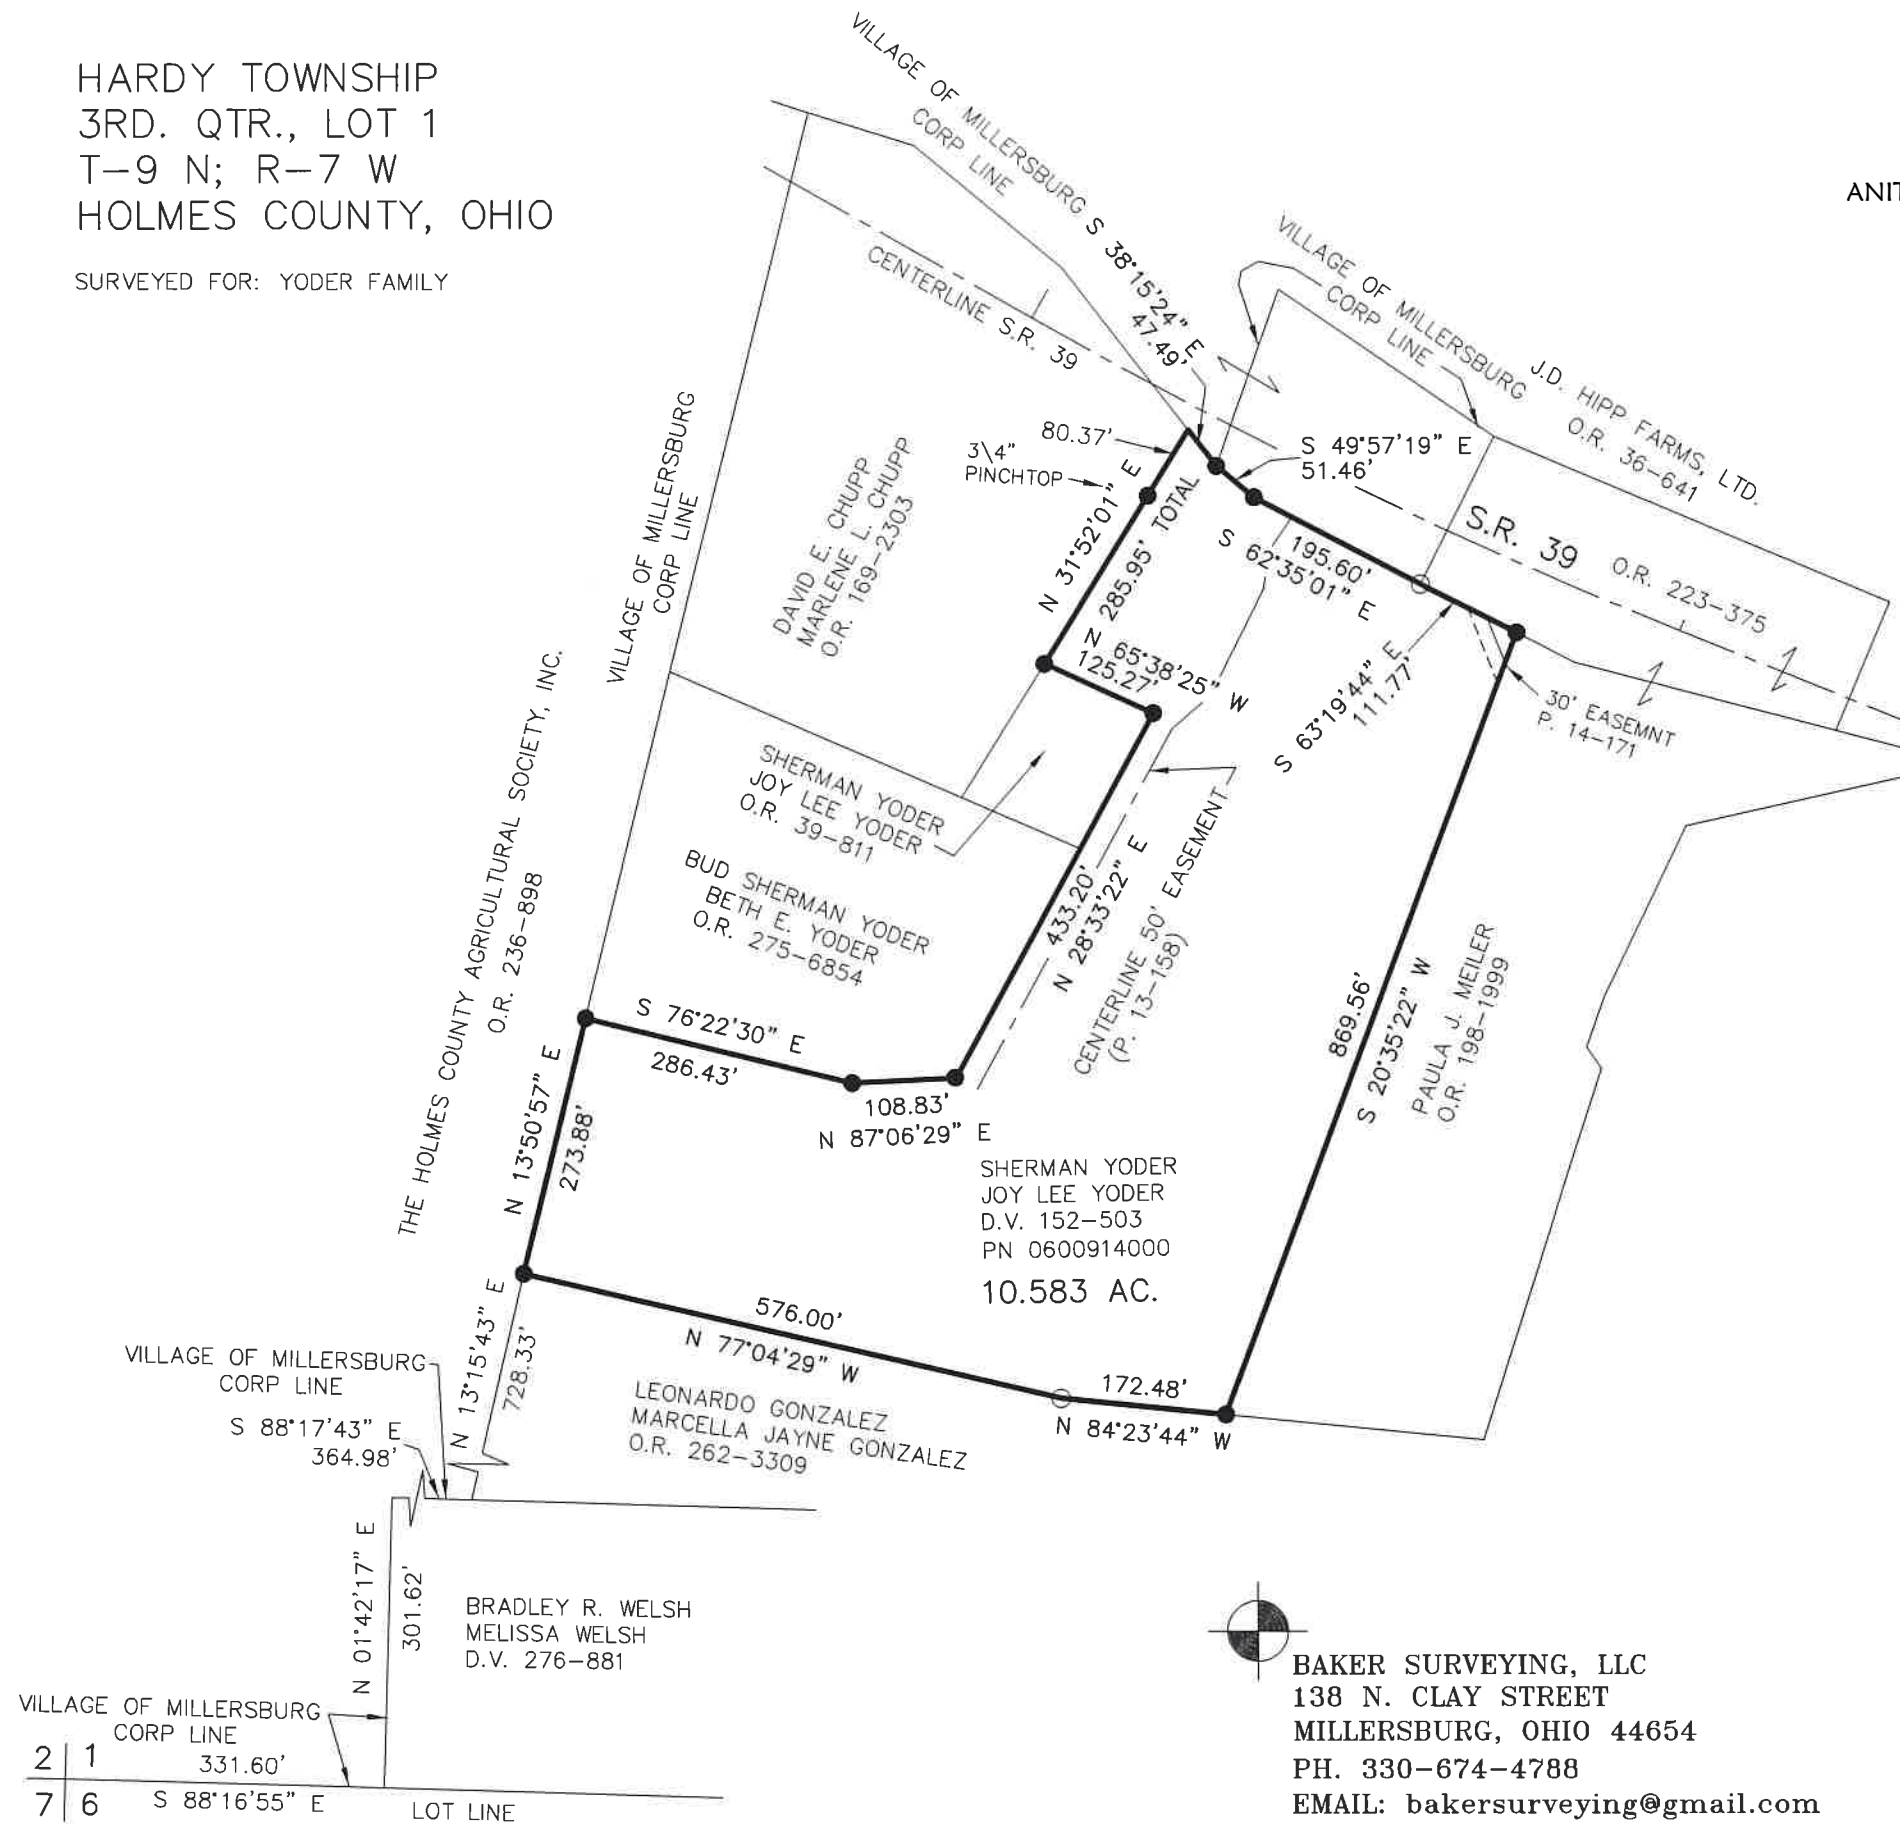 HARDY TOWNSHIP
3RD. QTR., LOT 1
T–9 N; R–7 W
HOLMES COUNTY, OHIO
SURVEYED FOR: YODER FAMILY
VILLAGE OF MILLERSBURG
CORP LINE
S 38°15'24" E
47.49'
CENTERLINE S.R. 39
VILLAGE OF MILLERSBURG
CORP LINE
J.D. HIPP FARMS, LTD.
O.R. 36–641
80.37'
3\4"
PINCHTOP
S 49°57'19" E
51.46'
S.R. 39
O.R. 223–375
195.60'
S 62°35'01" E
N 31°52'01" E
285.95' TOTAL
N 65°38'25" W
125.27'
S 63°19'44" E
111.77'
30' EASEMNT
P. 14–171
VILLAGE OF MILLERSBURG
CORP LINE
DAVID E. CHUPP
MARLENE L. CHUPP
O.R. 169–2303
SHERMAN YODER
JOY LEE YODER
O.R. 39–811
BUD SHERMAN YODER
BETH E. YODER
O.R. 275–6854
THE HOLMES COUNTY AGRICULTURAL SOCIETY, INC.
O.R. 236–898
433.20'
N 28°33'22" E
CENTERLINE 50' EASEMENT
(P. 13–158)
869.56'
S 20°35'22" W
PAULA J. MEILER
O.R. 198–1999
S 76°22'30" E
286.43'
108.83'
N 87°06'29" E
N 13°50'57" E
273.88'
SHERMAN YODER
JOY LEE YODER
D.V. 152–503
PN 0600914000
10.583 AC.
576.00'
N 77°04'29" W
172.48'
N 84°23'44" W
N 13°15'43" E
728.33'
LEONARDO GONZALEZ
MARCELLA JAYNE GONZALEZ
O.R. 262–3309
VILLAGE OF MILLERSBURG
CORP LINE
S 88°17'43" E
364.98'
N 01°42'17" E
301.62'
BRADLEY R. WELSH
MELISSA WELSH
D.V. 276–881
VILLAGE OF MILLERSBURG
CORP LINE
2 1
331.60'
7 6
S 88°16'55" E
LOT LINE
BAKER SURVEYING, LLC
138 N. CLAY STREET
MILLERSBURG, OHIO 44654
PH. 330–674–4788
EMAIL: bakersurveying@gmail.com